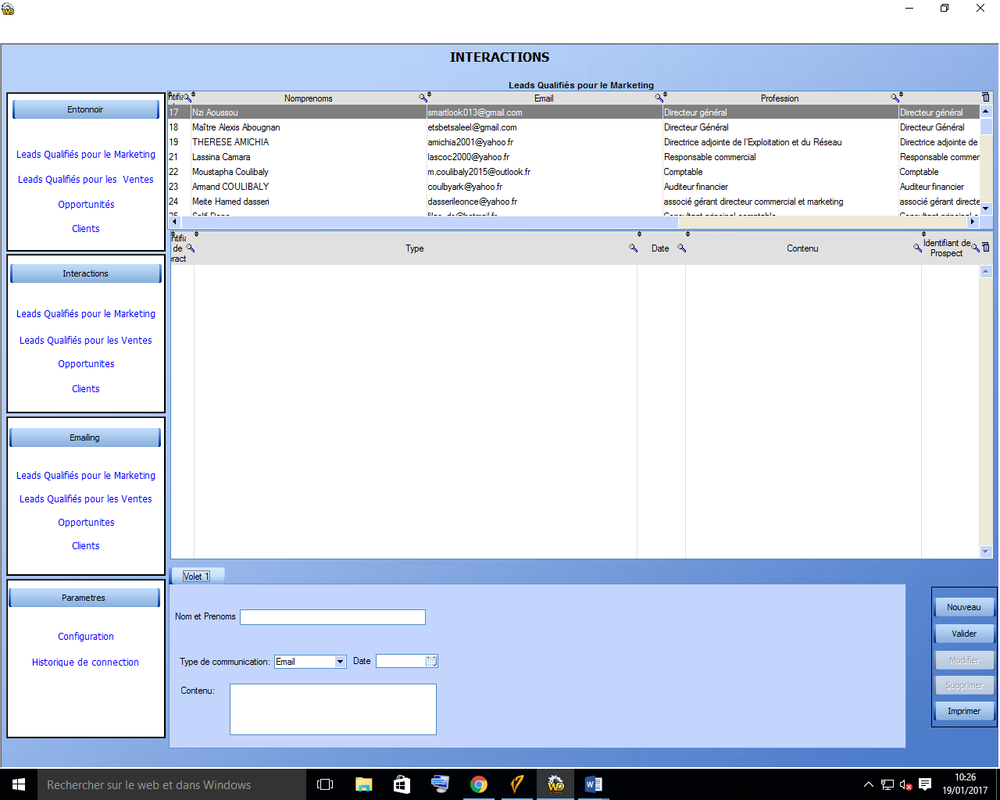 INTERACTIONS
Leads Qualifiés pour le Marketing
Entonnoir
Leads Qualifiés pour le Marketing
Leads Qualifiés pour les  Ventes
Opportunités
Clients
Interactions
Leads Qualifiés pour le Marketing
Leads Qualifiés pour les Ventes
Opportunites
Clients
Emailing
Leads Qualifiés pour le Marketing
Leads Qualifiés pour les Ventes
Opportunites
Clients
Parametres
Configuration
Historique de connection
Nomprenoms Email Profession
17 Nzi Aoussou smartlook013@gmail.com Directeur général Directeur général
18 Maître Alexis Abougnan etsbetsaleel@gmail.com Directeur Général Directeur Général
19 THERESE AMICHIA amichia2001@yahoo.fr Directrice adjointe de l'Exploitation et du Réseau Directrice adjointe de
21 Lassina Camara lascoc2000@yahoo.fr Responsable commercial Responsable commer
22 Moustapha Coulibaly m.coulibaly2015@outlook.fr Comptable Comptable
23 Armand COULIBALY coulbyark@yahoo.fr Auditeur financier Auditeur financier
24 Meite Hamed dasseri dasserileonce@yahoo.fr associé gérant directeur commercial et marketing associé gérant directe
de Type Date Contenu Identifiant de
Prospect
Volet 1
Nom et Prenoms
Type de communication: Email Date
Contenu:
Nouveau
Valider
Modifier
Supprimer
Imprimer
Rechercher sur le web et dans Windows
10:26
19/01/2017